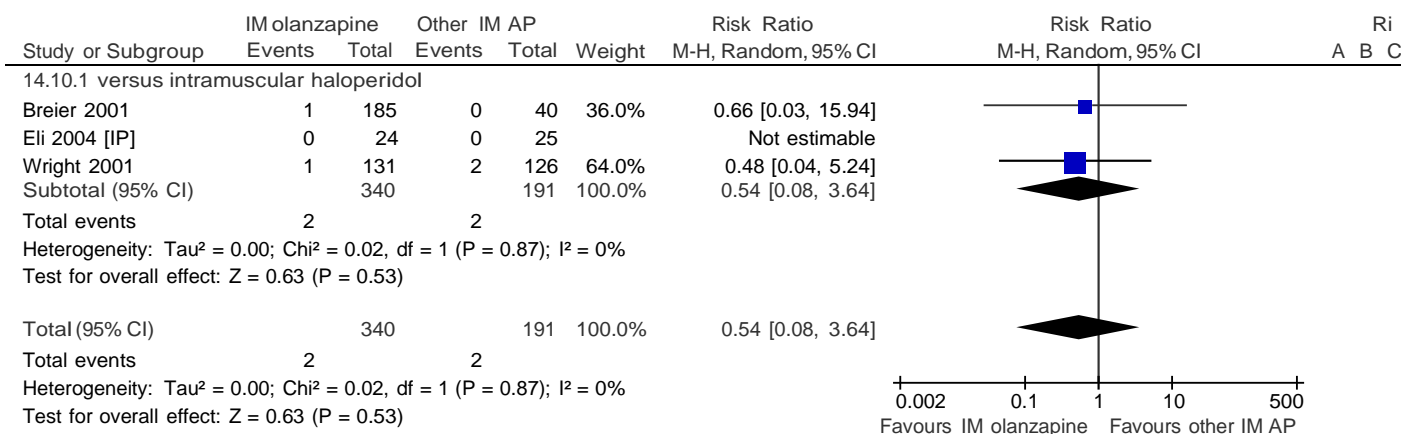 IM olanzapine Other IM AP Risk Ratio Risk Ratio Ri
Study or Subgroup Events Total Events Total Weight M-H, Random, 95% CI M-H, Random, 95% CI A B C
14.10.1 versus intramuscular haloperidol
Breier 2001 1 185 0 40 36.0% 0.66 [0.03, 15.94]
Eli 2004 [IP] 0 24 0 25 Not estimable
Wright 2001 1 131 2 126 64.0% 0.48 [0.04, 5.24]
Subtotal (95% CI) 340 191 100.0% 0.54 [0.08, 3.64]
Total events 2 2
Heterogeneity: Tau² = 0.00; Chi² = 0.02, df = 1 (P = 0.87); I² = 0%
Test for overall effect: Z = 0.63 (P = 0.53)
Total (95% CI) 340 191 100.0% 0.54 [0.08, 3.64]
Total events 2 2
Heterogeneity: Tau² = 0.00; Chi² = 0.02, df = 1 (P = 0.87); I² = 0%
Test for overall effect: Z = 0.63 (P = 0.53)
0.002 0.1 1 10 500
Favours IM olanzapine Favours other IM AP